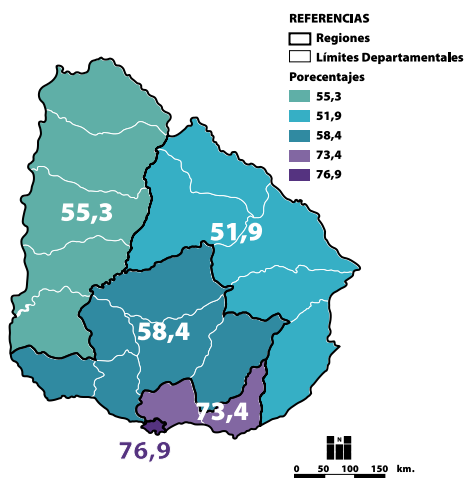 REFERENCIAS
Regiones
Límites Departamentales
Porecentajes
55,3
51,9
58,4
73,4
76,9
55,3
51,9
58,4
73,4
76,9
N
0 50 100 150 km.